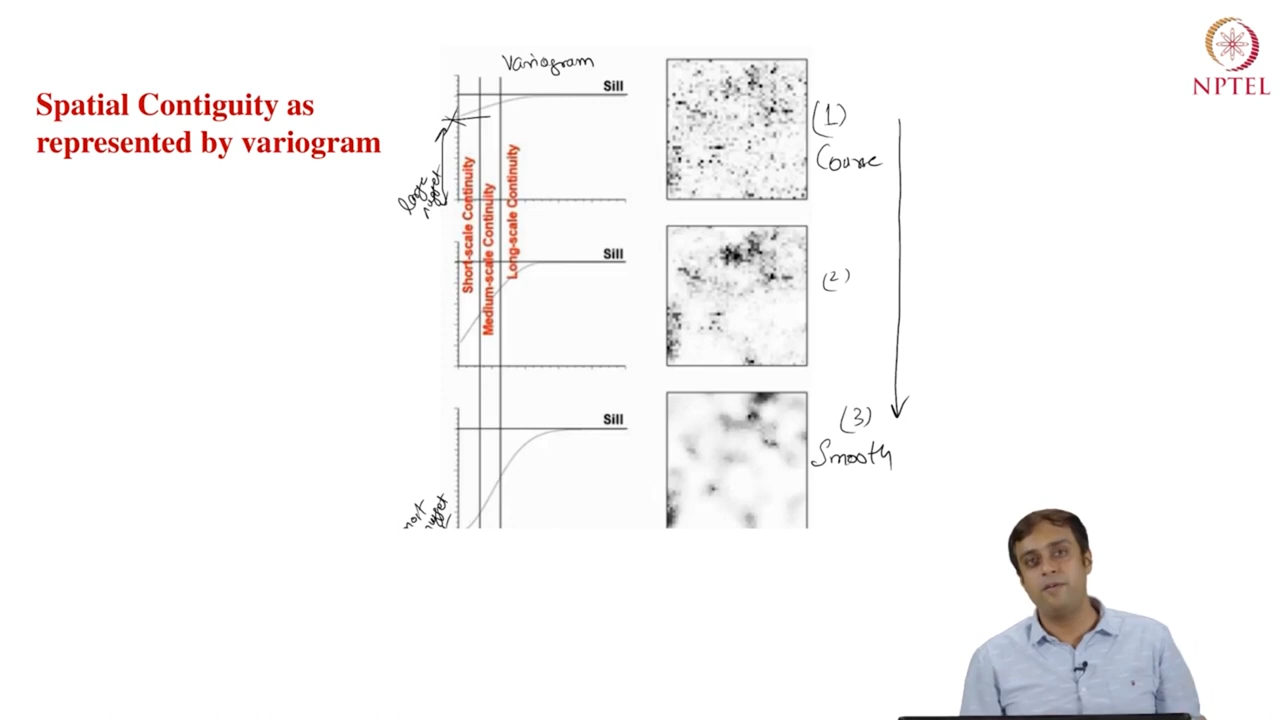 NPTEL
Spatial Contiguity as
represented by variogram
Variogram
Sill
large
nugget
Short-scale Continuity
Medium-scale Continuity
Long-scale Continuity
(1)
Coarse
Sill
(2)
Sill
(3)
Smooth
nugget